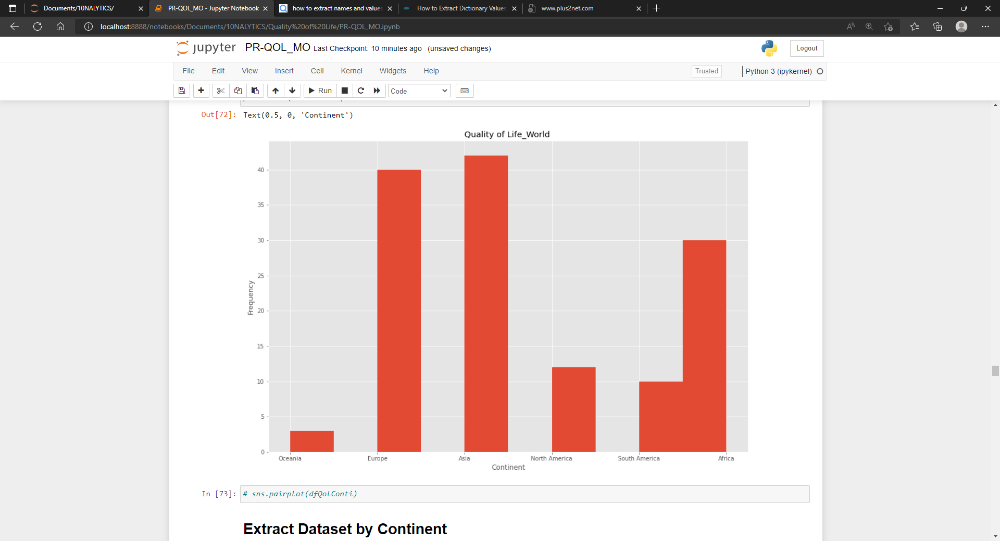 Documents/10NALYTICS/
PR-QOL_MO - Jupyter Notebook
how to extract names and values
How to Extract Dictionary Values
www.plus2net.com
localhost:8888/notebooks/Documents/10NALYTICS/Quality%20of%20Life/PR-QOL_MO.ipynb
jupyter PR-QOL_MO Last Checkpoint: 10 minutes ago (unsaved changes)
Logout
File Edit View Insert Cell Kernel Widgets Help
Trusted
Python 3 (ipykernel)
Run
Code
Out[72]: Text(0.5, 0, 'Continent')
Quality of Life_World
40
35
30
25
20
15
10
5
0
Frequency
Oceania Europe Asia North America South America Africa
Continent
In [73]: # sns.pairplot(dfQolConti)
Extract Dataset by Continent